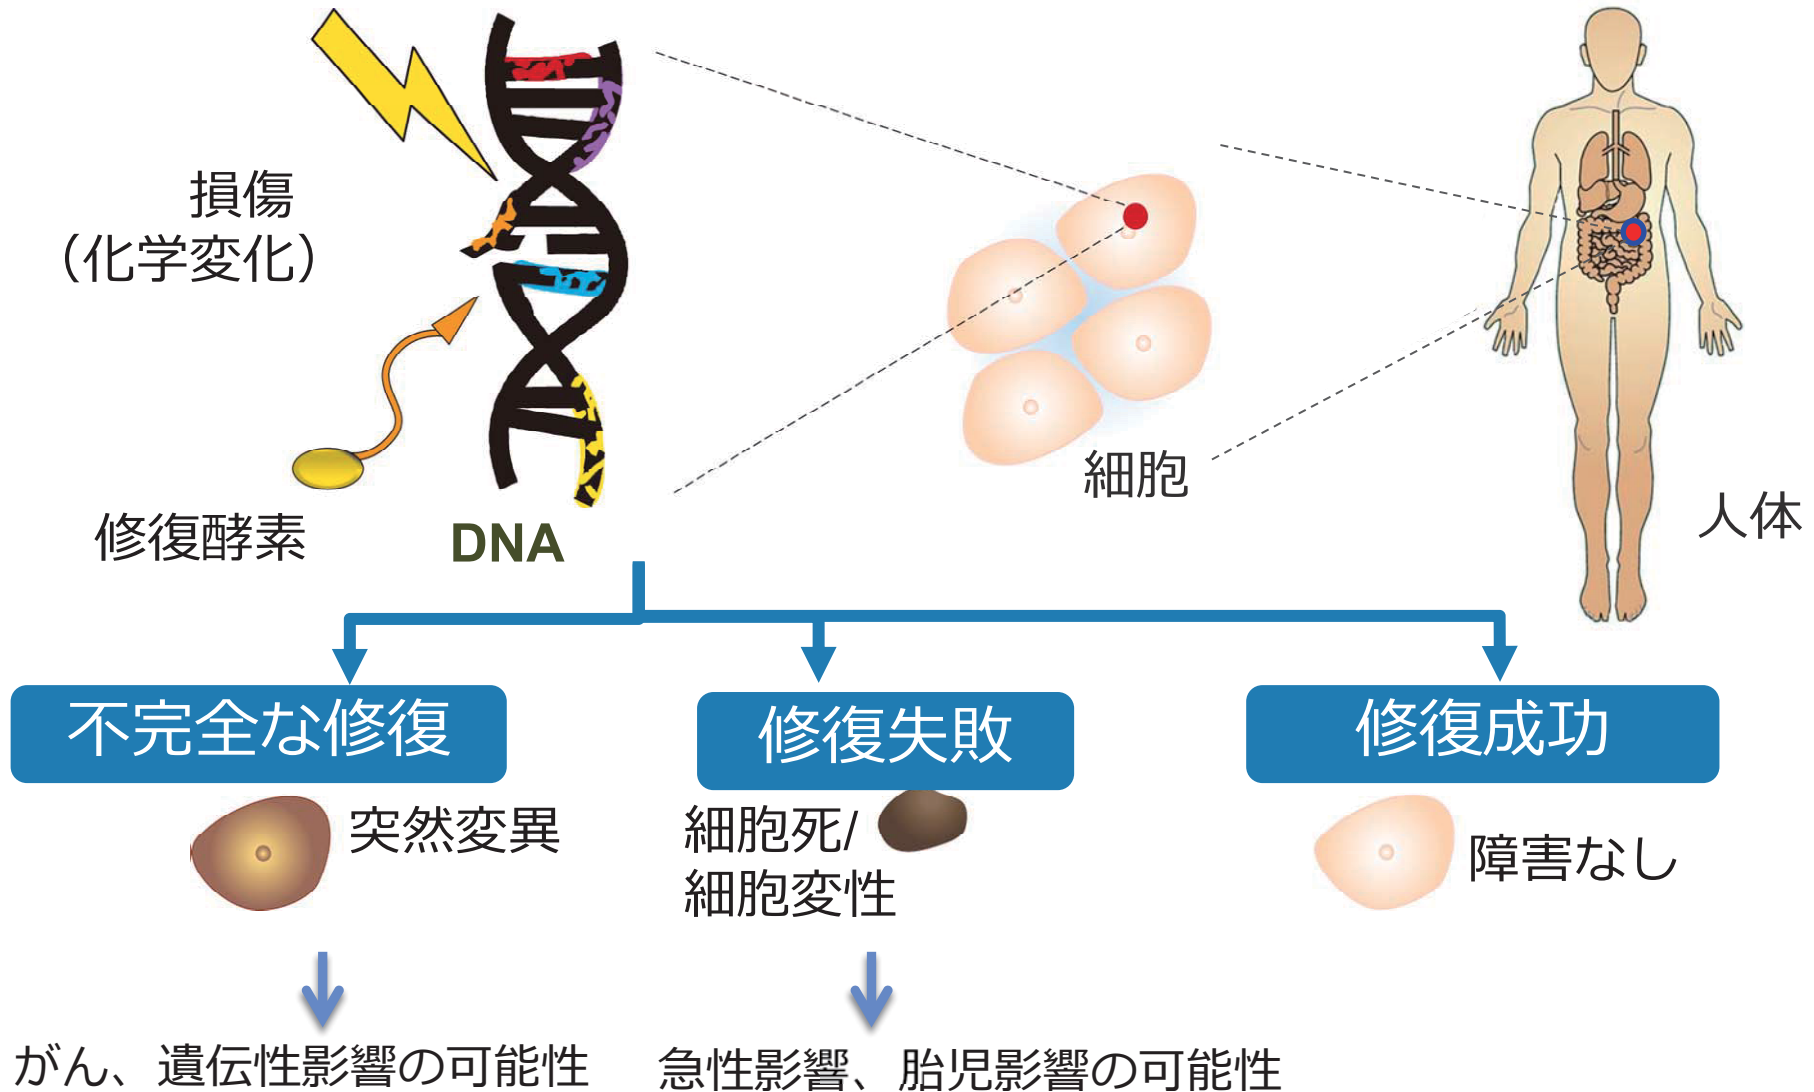 損傷
（化学変化）
修復酵素
DNA
細胞
人体
不完全な修復
修復失敗
修復成功
突然変異
細胞死/
細胞変性
障害なし
がん、遺伝性影響の可能性
急性影響、胎児影響の可能性